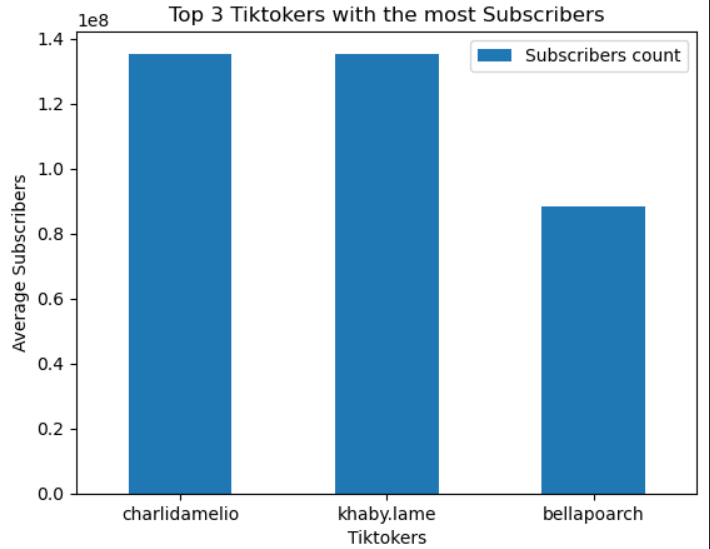 Top 3 Tiktokers with the most Subscribers
1e8
Subscribers count
1.4
1.2
1.0
0.8
0.6
0.4
0.2
0.0
Average Subscribers
charlidamelio khaby.lame bellapoarch
Tiktokers